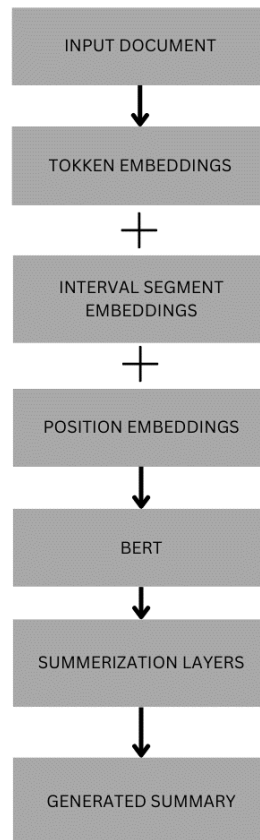 INPUT DOCUMENT
TOKKEN EMBEDDINGS
+
INTERVAL SEGMENT
EMBEDDINGS
+
POSITION EMBEDDINGS
BERT
SUMMERIZATION LAYERS
GENERATED SUMMARY